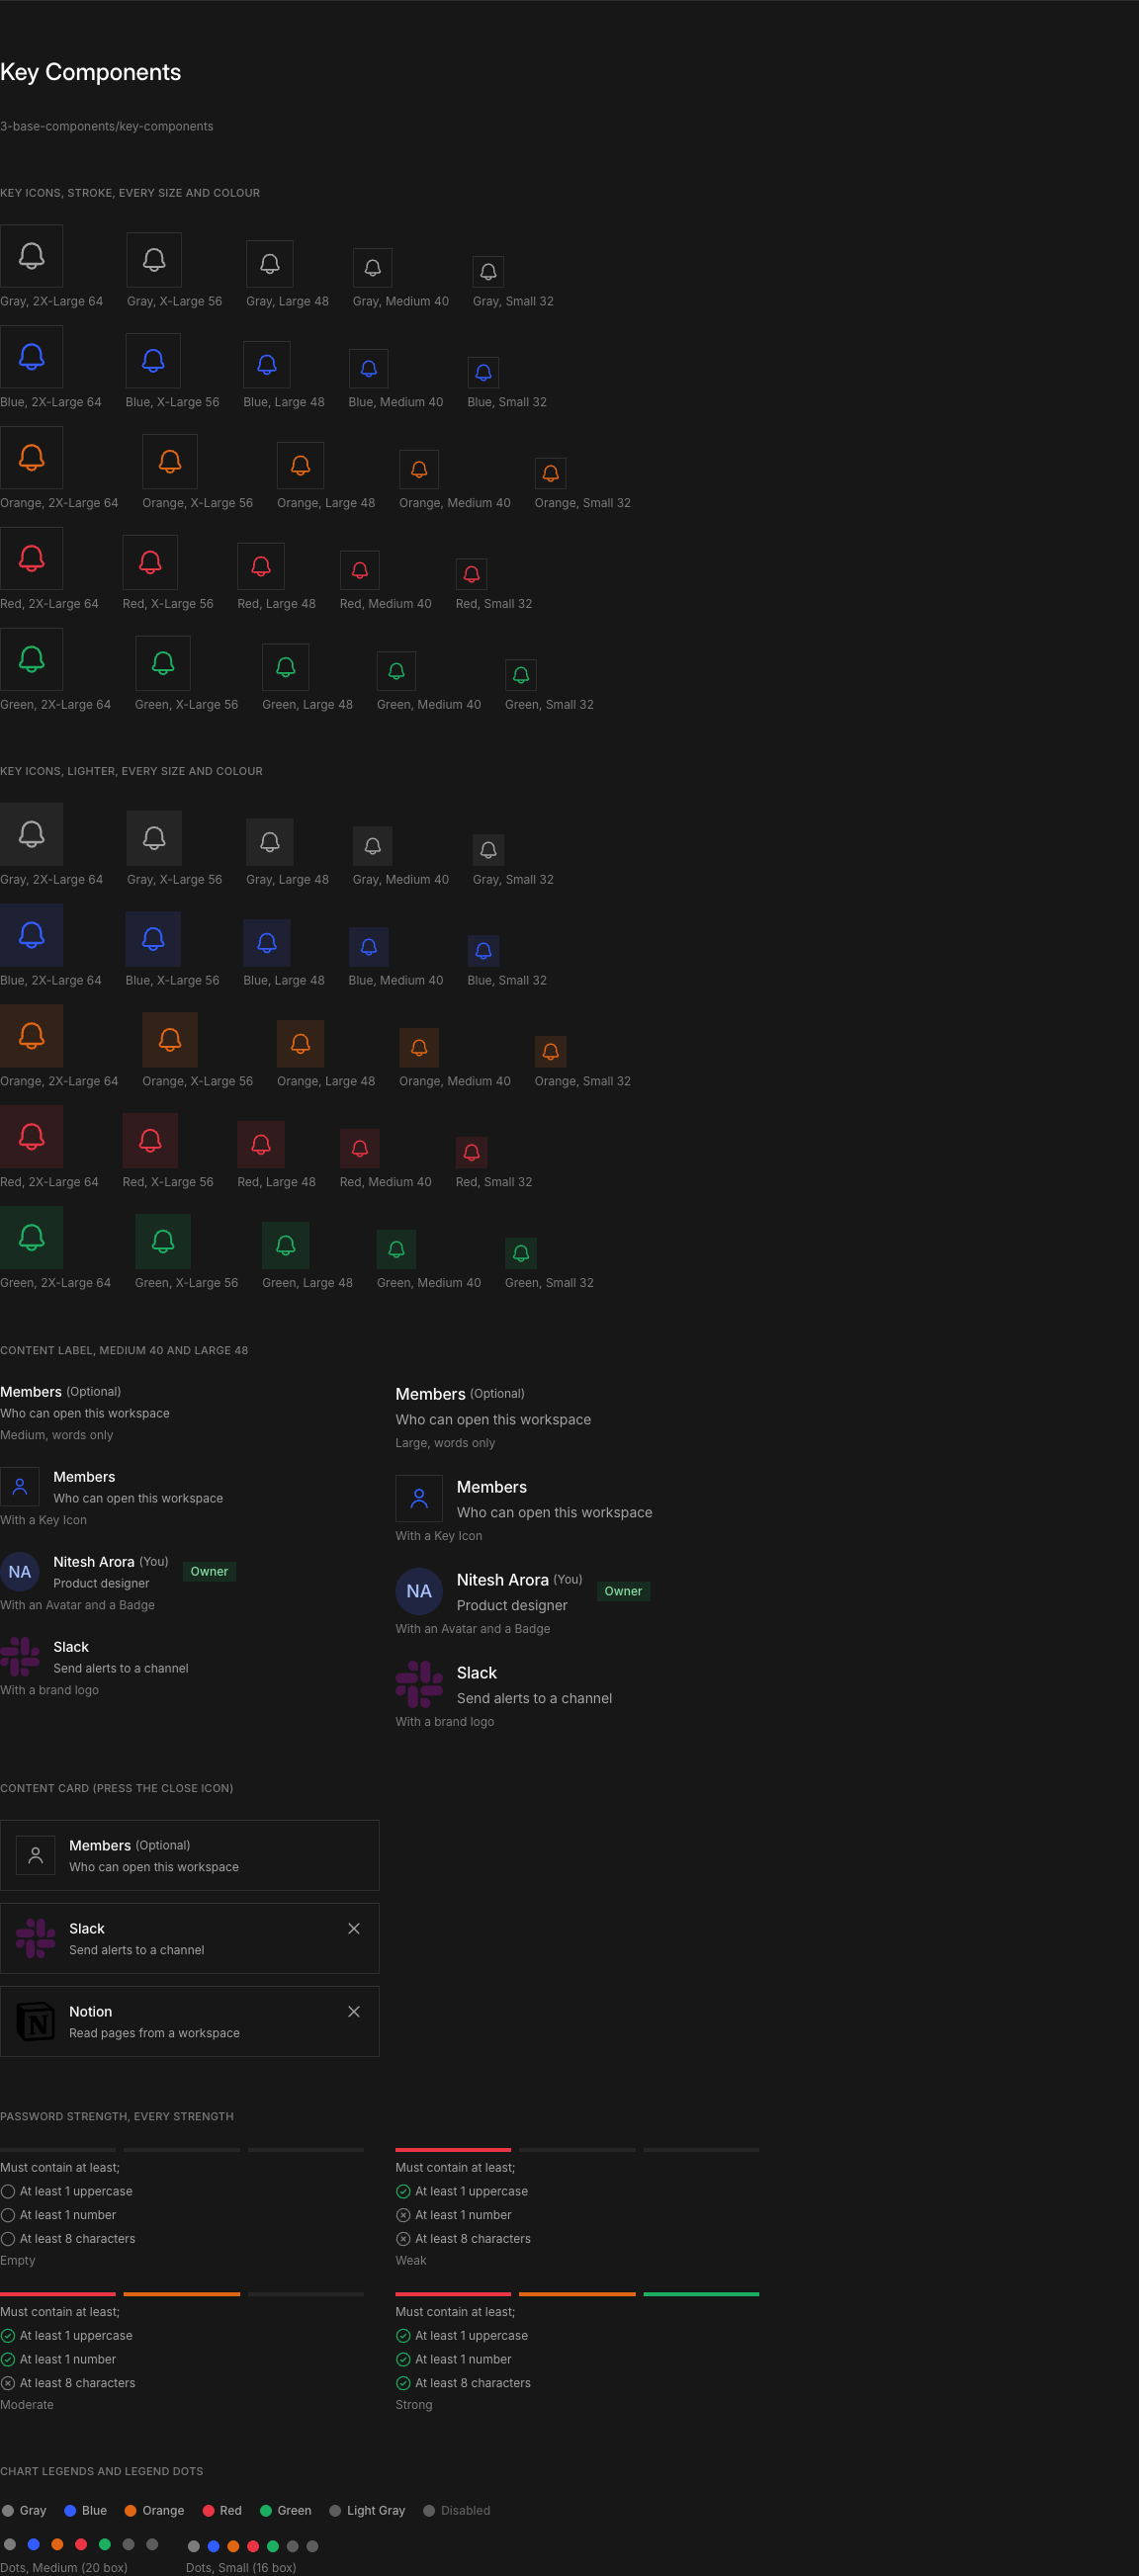 Key Components
3-base-components/key-components
KEY ICONS, STROKE, EVERY SIZE AND COLOUR
Gray, 2X-Large 64
Gray, X-Large 56
Gray, Large 48
Gray, Medium 40
Gray, Small 32
Blue, 2X-Large 64
Blue, X-Large 56
Blue, Large 48
Blue, Medium 40
Blue, Small 32
Orange, 2X-Large 64
Orange, X-Large 56
Orange, Large 48
Orange, Medium 40
Orange, Small 32
Red, 2X-Large 64
Red, X-Large 56
Red, Large 48
Red, Medium 40
Red, Small 32
Green, 2X-Large 64
Green, X-Large 56
Green, Large 48
Green, Medium 40
Green, Small 32
KEY ICONS, LIGHTER, EVERY SIZE AND COLOUR
Gray, 2X-Large 64
Gray, X-Large 56
Gray, Large 48
Gray, Medium 40
Gray, Small 32
Blue, 2X-Large 64
Blue, X-Large 56
Blue, Large 48
Blue, Medium 40
Blue, Small 32
Orange, 2X-Large 64
Orange, X-Large 56
Orange, Large 48
Orange, Medium 40
Orange, Small 32
Red, 2X-Large 64
Red, X-Large 56
Red, Large 48
Red, Medium 40
Red, Small 32
Green, 2X-Large 64
Green, X-Large 56
Green, Large 48
Green, Medium 40
Green, Small 32
CONTENT LABEL, MEDIUM 40 AND LARGE 48
Members (Optional)
Who can open this workspace
Medium, words only
Members
Who can open this workspace
With a Key Icon
NA
Nitesh Arora (You)
Product designer
Owner
With an Avatar and a Badge
Slack
Send alerts to a channel
With a brand logo
Members (Optional)
Who can open this workspace
Large, words only
Members
Who can open this workspace
With a Key Icon
NA
Nitesh Arora (You)
Product designer
Owner
With an Avatar and a Badge
Slack
Send alerts to a channel
With a brand logo
CONTENT CARD (PRESS THE CLOSE ICON)
Members (Optional)
Who can open this workspace
Slack
Send alerts to a channel
N
Notion
Read pages from a workspace
PASSWORD STRENGTH, EVERY STRENGTH
Must contain at least;
At least 1 uppercase
At least 1 number
At least 8 characters
Empty
Must contain at least;
At least 1 uppercase
At least 1 number
At least 8 characters
Weak
Must contain at least;
At least 1 uppercase
At least 1 number
At least 8 characters
Moderate
Must contain at least;
At least 1 uppercase
At least 1 number
At least 8 characters
Strong
CHART LEGENDS AND LEGEND DOTS
Gray
Blue
Orange
Red
Green
Light Gray
Disabled
Dots, Medium (20 box)
Dots, Small (16 box)